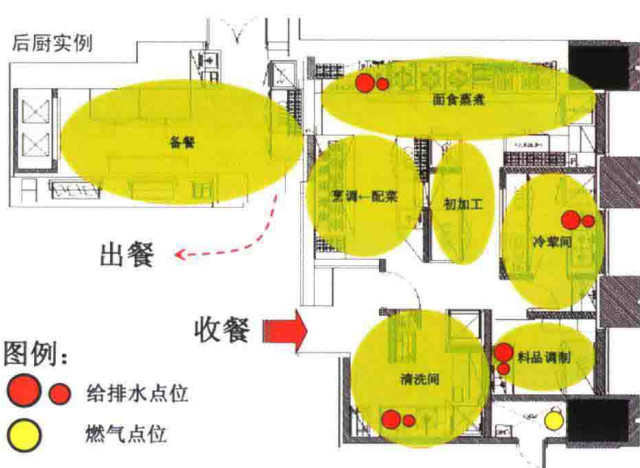 后厨实例
面食蒸煮
备餐
烹调←配菜
初加工
冷荤间
出餐
收餐
料品调制
清洗间
图例：
给排水点位
燃气点位